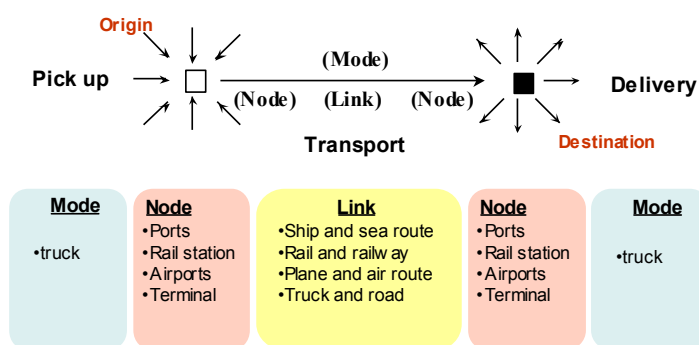 Origin
(Mode)
Pick up
Delivery
(Node) (Link) (Node)
Transport
Destination
Mode
•truck
Node
•Ports
•Rail station
•Airports
•Terminal
Link
•Ship and sea route
•Rail and railway
•Plane and air route
•Truck and road
Node
•Ports
•Rail station
•Airports
•Terminal
Mode
•truck